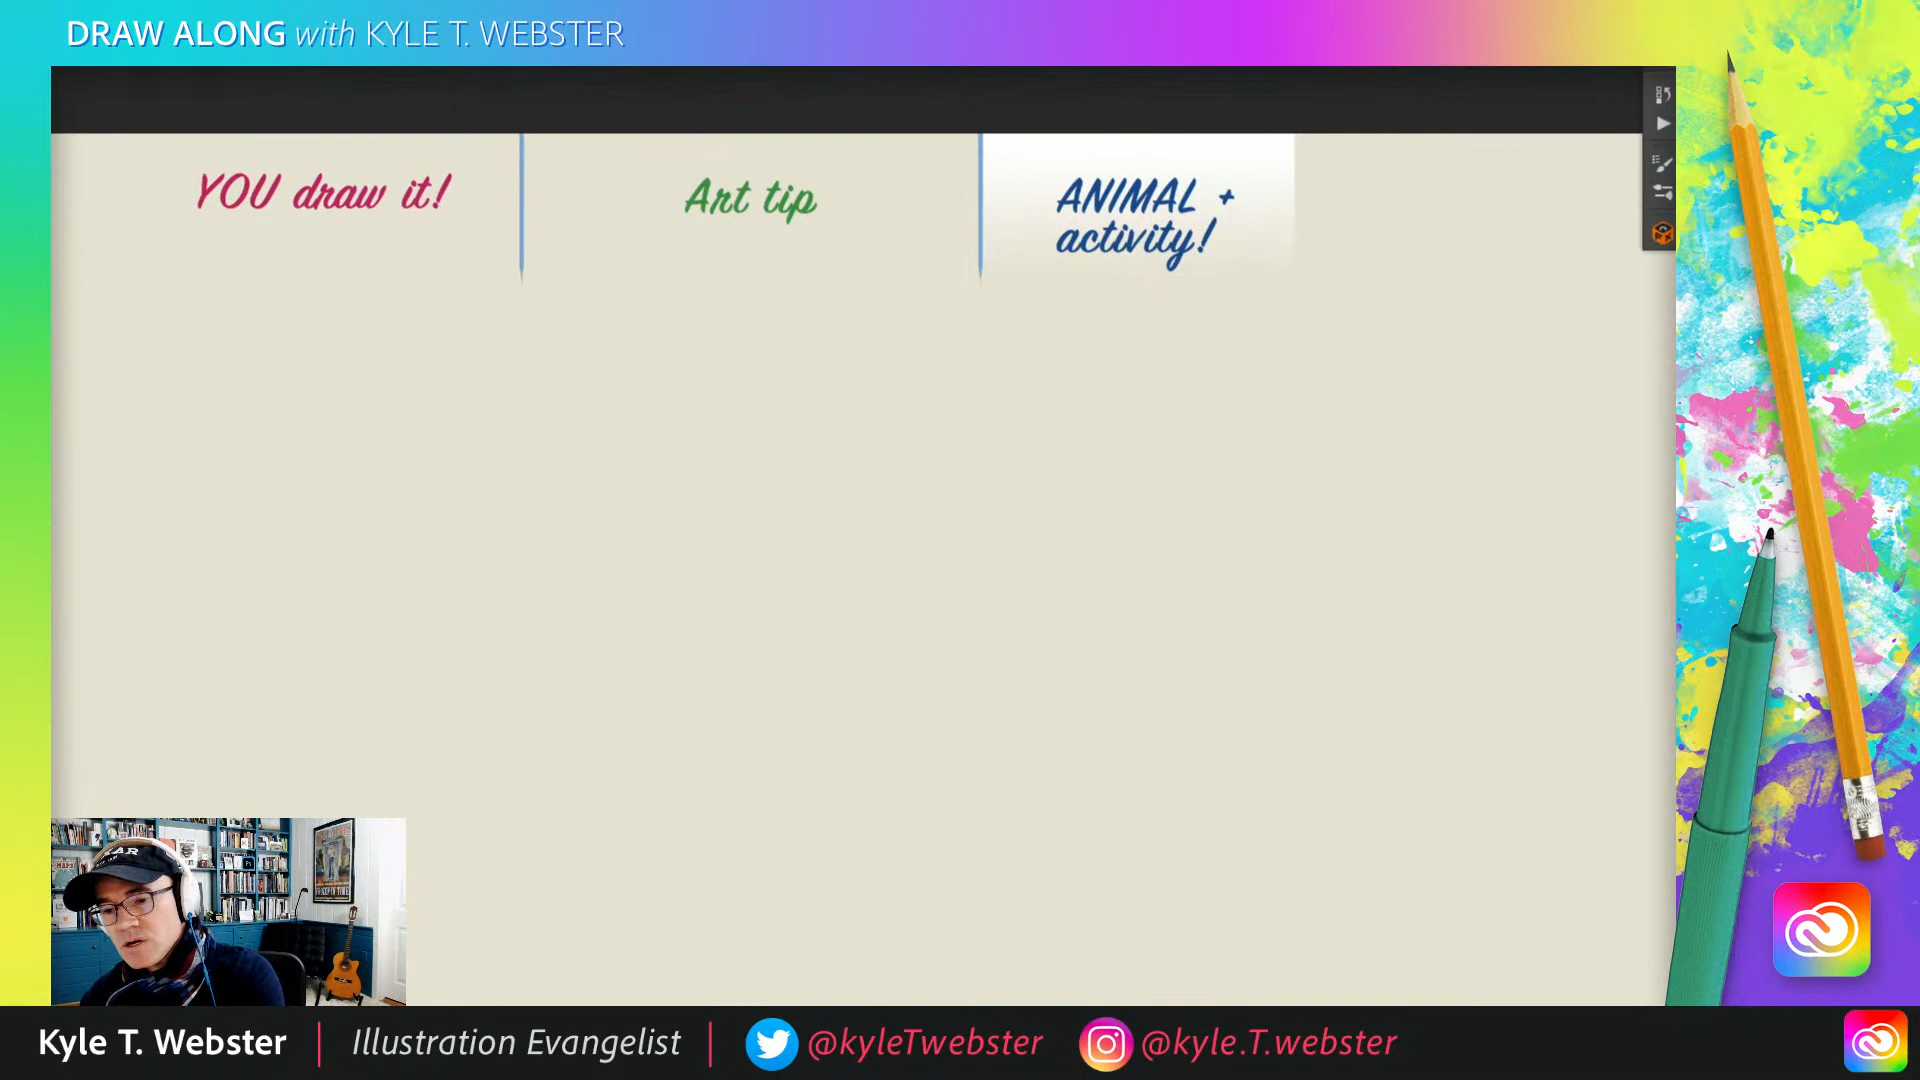 DRAW ALONG with KYLE T. WEBSTER
YOU draw it!
Art tip
ANIMAL +
activity!
Kyle T. Webster | Illustration Evangelist | @kyleTwebster @kyle.T.webster